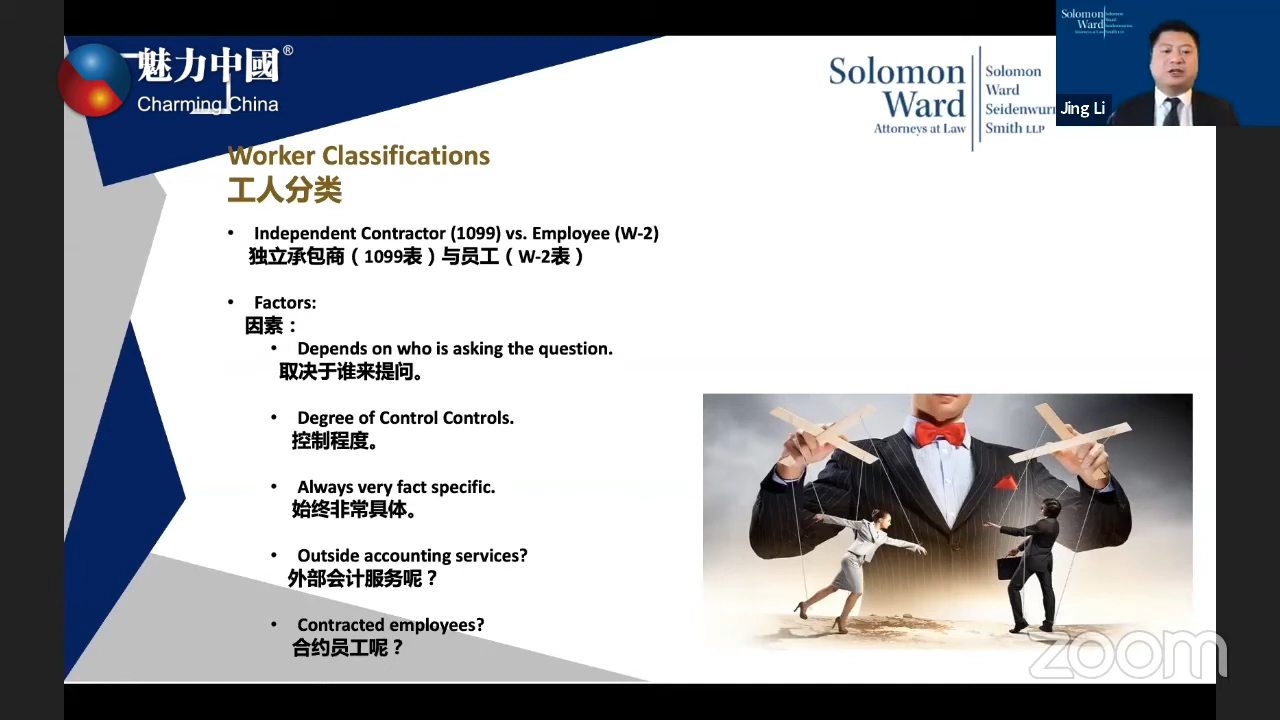 魅力中國®
Charming China
Solomon
Ward
Attorneys at Law
Solomon
Ward
Seidenwurm
Smith LLP
Solomon
Ward
Jing Li
Worker Classifications
工人分类
• Independent Contractor (1099) vs. Employee (W-2)
独立承包商（1099表）与员工（W-2表）
• Factors:
因素：
• Depends on who is asking the question.
取决于谁来提问。
• Degree of Control Controls.
控制程度。
• Always very fact specific.
始终非常具体。
• Outside accounting services?
外部会计服务呢？
• Contracted employees?
合约员工呢？
zoom